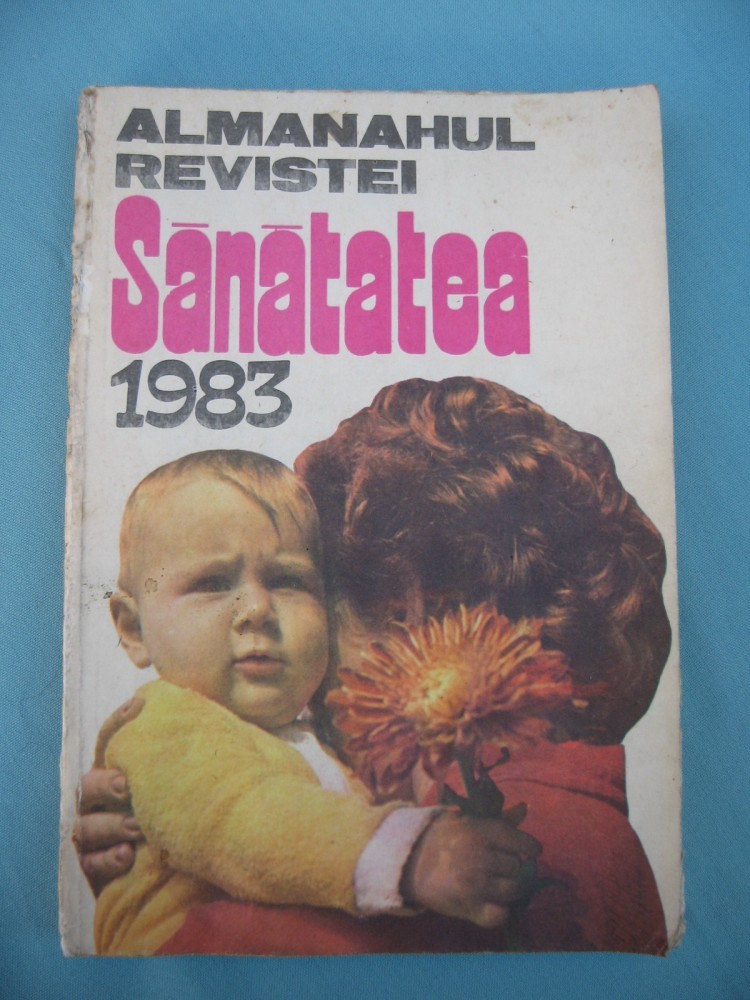 ALMANAHUL
REVISTEI
Sănătatea
1983